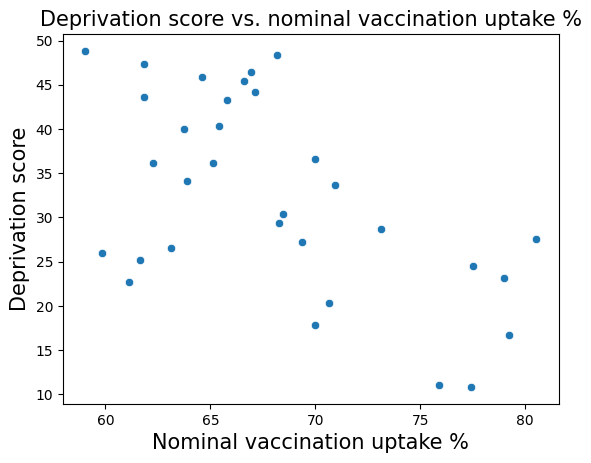 Deprivation score vs. nominal vaccination uptake %
50
45
40
35
30
25
20
15
10
Deprivation score
60 65 70 75 80
Nominal vaccination uptake %